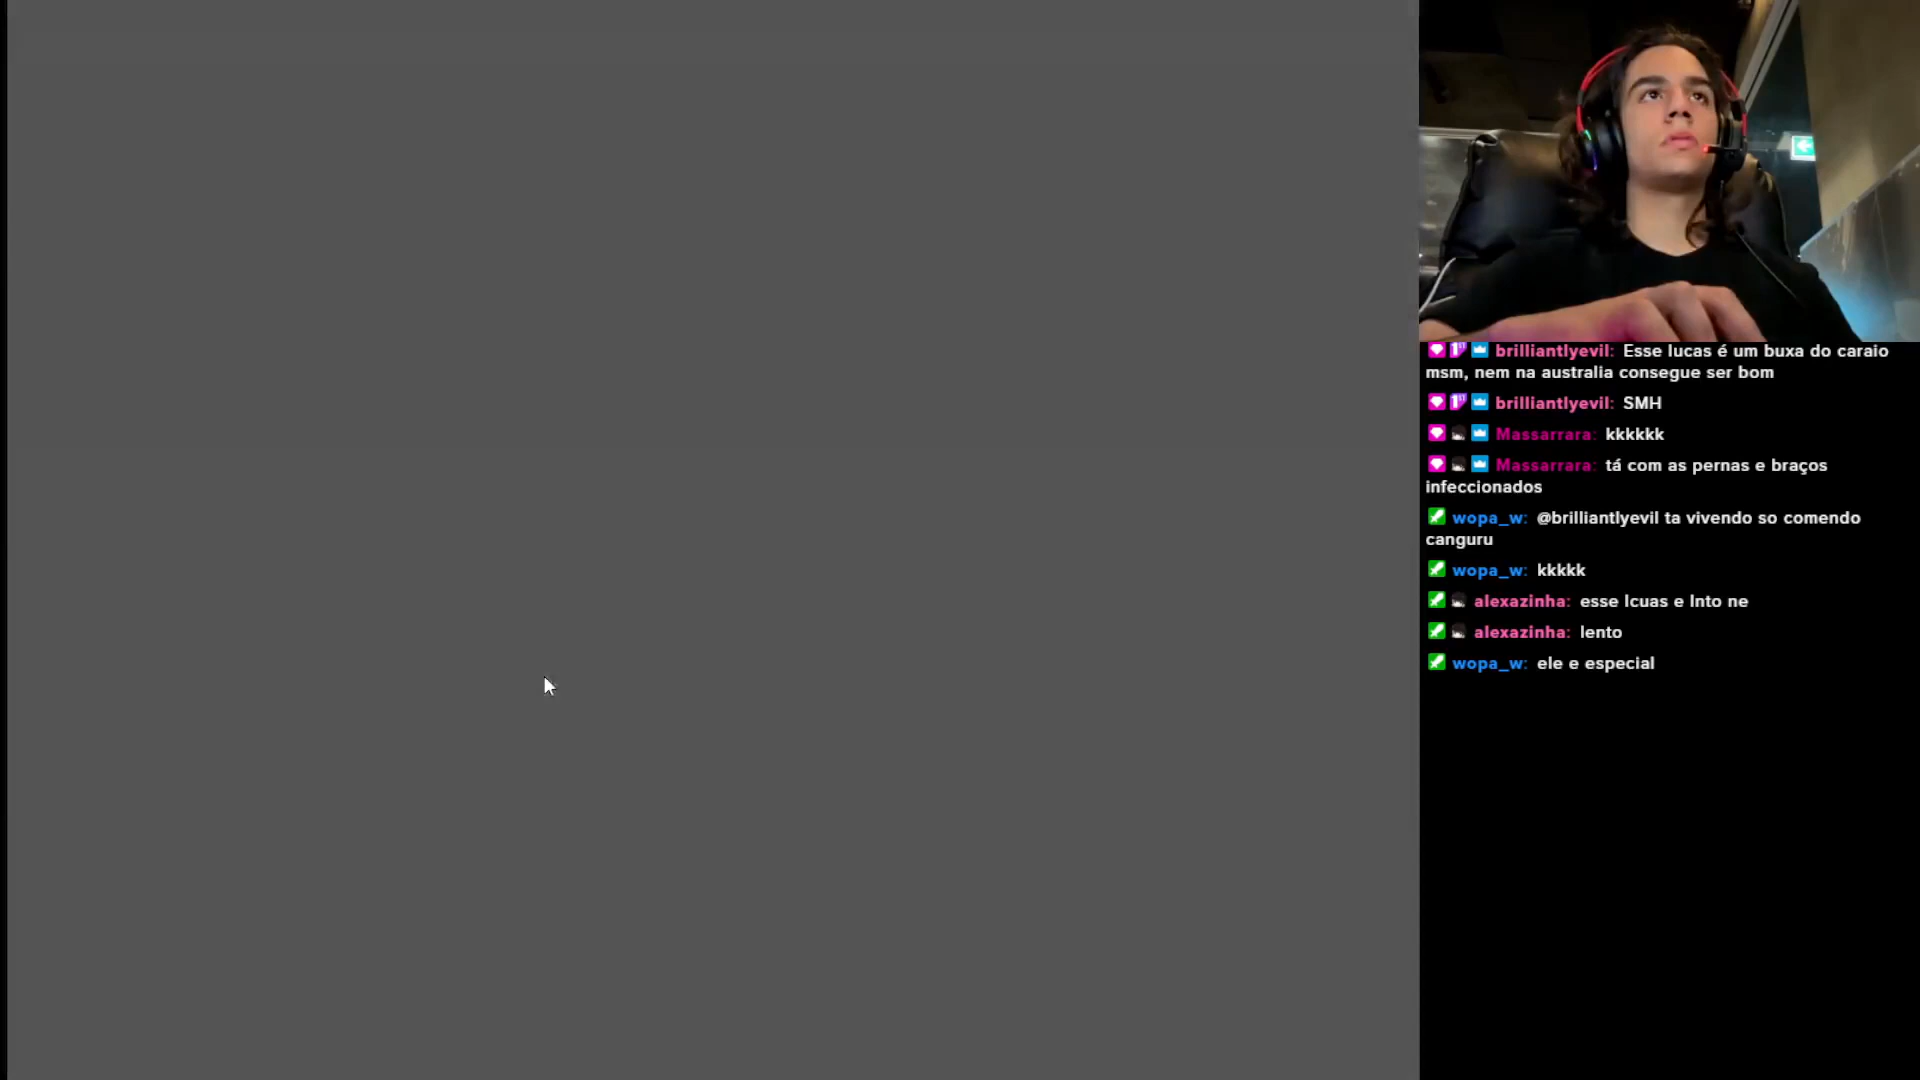 brilliantlyevil: Esse lucas é um buxa do caraio
msm, nem na australia consegue ser bom
brilliantlyevil: SMH
Massarrara: kkkkkk
Massarrara: tá com as pernas e braços
infeccionados
wopa_w: @brilliantlyevil ta vivendo so comendo
canguru
wopa_w: kkkkk
alexazinha: esse lcuas e lnto ne
alexazinha: lento
wopa_w: ele e especial